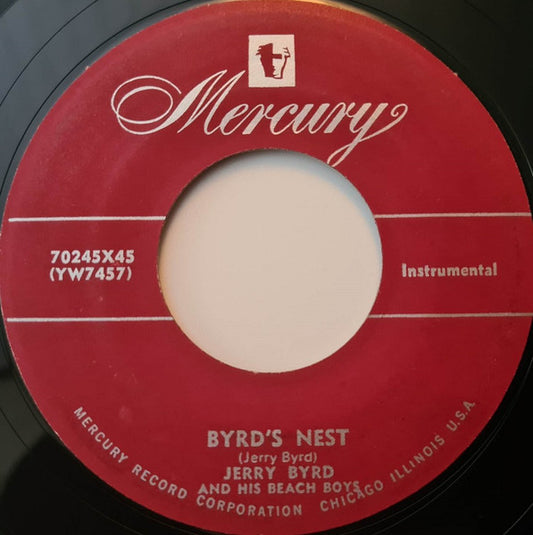 Mercury
70245X45
(YW7457)
Instrumental
BYRD'S NEST
(Jerry Byrd)
JERRY BYRD
AND HIS BEACH BOYS
MERCURY RECORD CORPORATION CHICAGO ILLINOIS U.S.A.